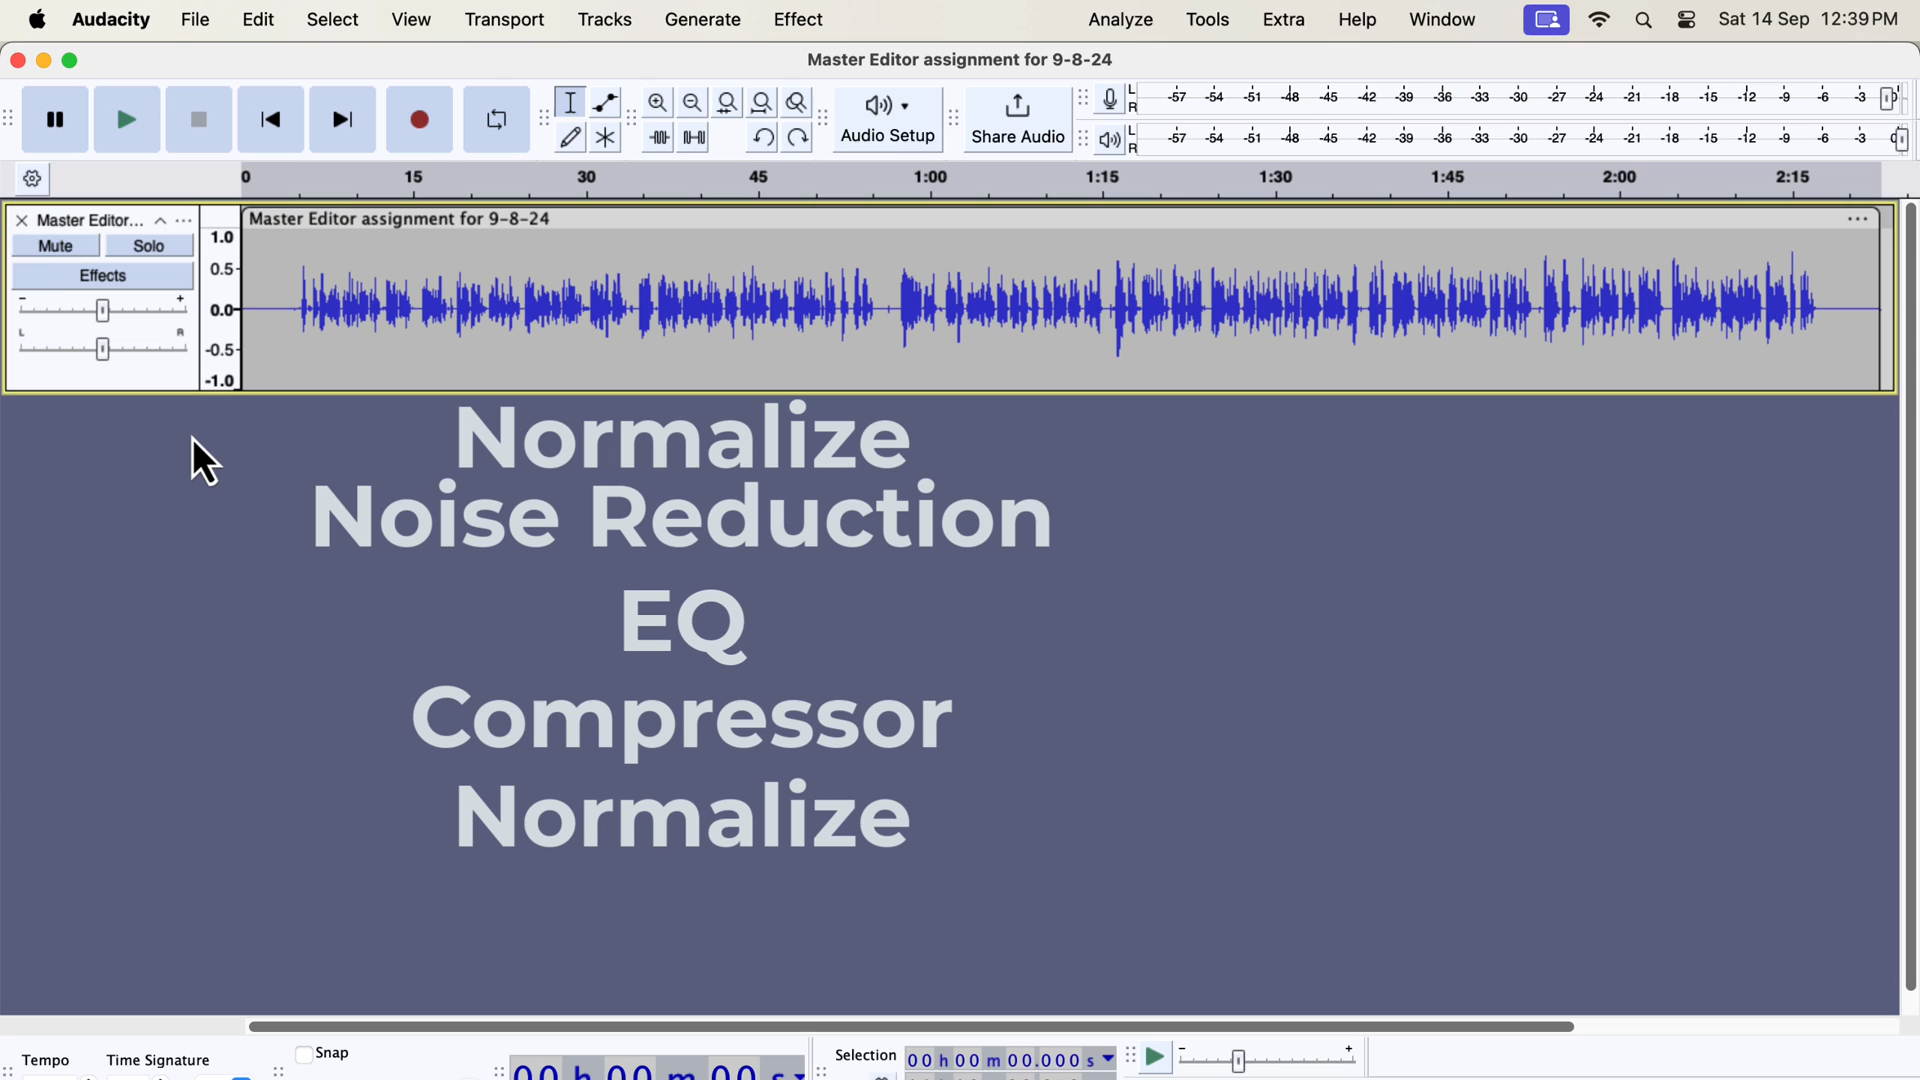 Audacity File Edit Select View Transport Tracks Generate Effect Analyze Tools Extra Help Window Sat 14 Sep 12:39 PM
Master Editor assignment for 9-8-24
Audio Setup
Share Audio
L
R
-57 -54 -51 -48 -45 -42 -39 -36 -33 -30 -27 -24 -21 -18 -15 -12 -9 -6 -3
L
R
-57 -54 -51 -48 -45 -42 -39 -36 -33 -30 -27 -24 -21 -18 -15 -12 -9 -6 -3
0 15 30 45 1:00 1:15 1:30 1:45 2:00 2:15
Master Editor...
Master Editor assignment for 9-8-24
Mute Solo
Effects
- +
L R
1.0
0.5
0.0
-0.5
-1.0
Normalize
Noise Reduction
EQ
Compressor
Normalize
Tempo Time Signature Snap
00 h 00 m 00 s
Selection 00 h 00 m 00.000 s
- +